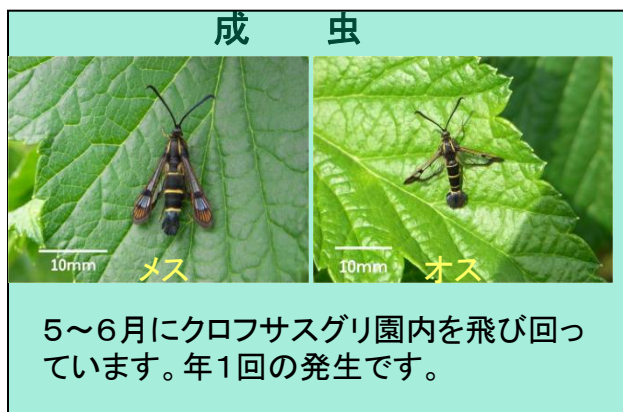 成　　虫
10mm
メス
10mm
オス
５～６月にクロフサスグリ園内を飛び回っ
ています。年１回の発生です。